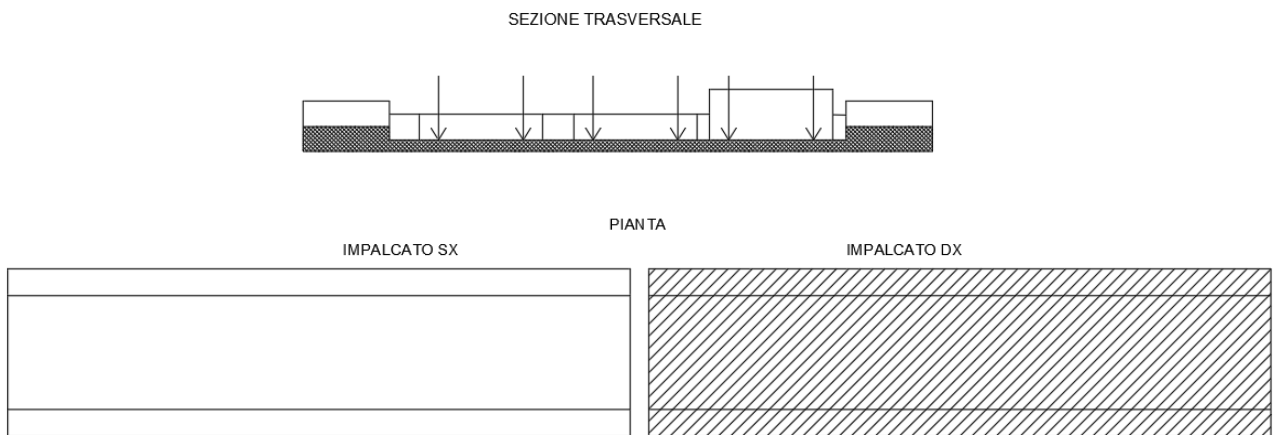 SEZIONE TRASVERSALE
PIANTA
IMPALCATO SX
IMPALCATO DX